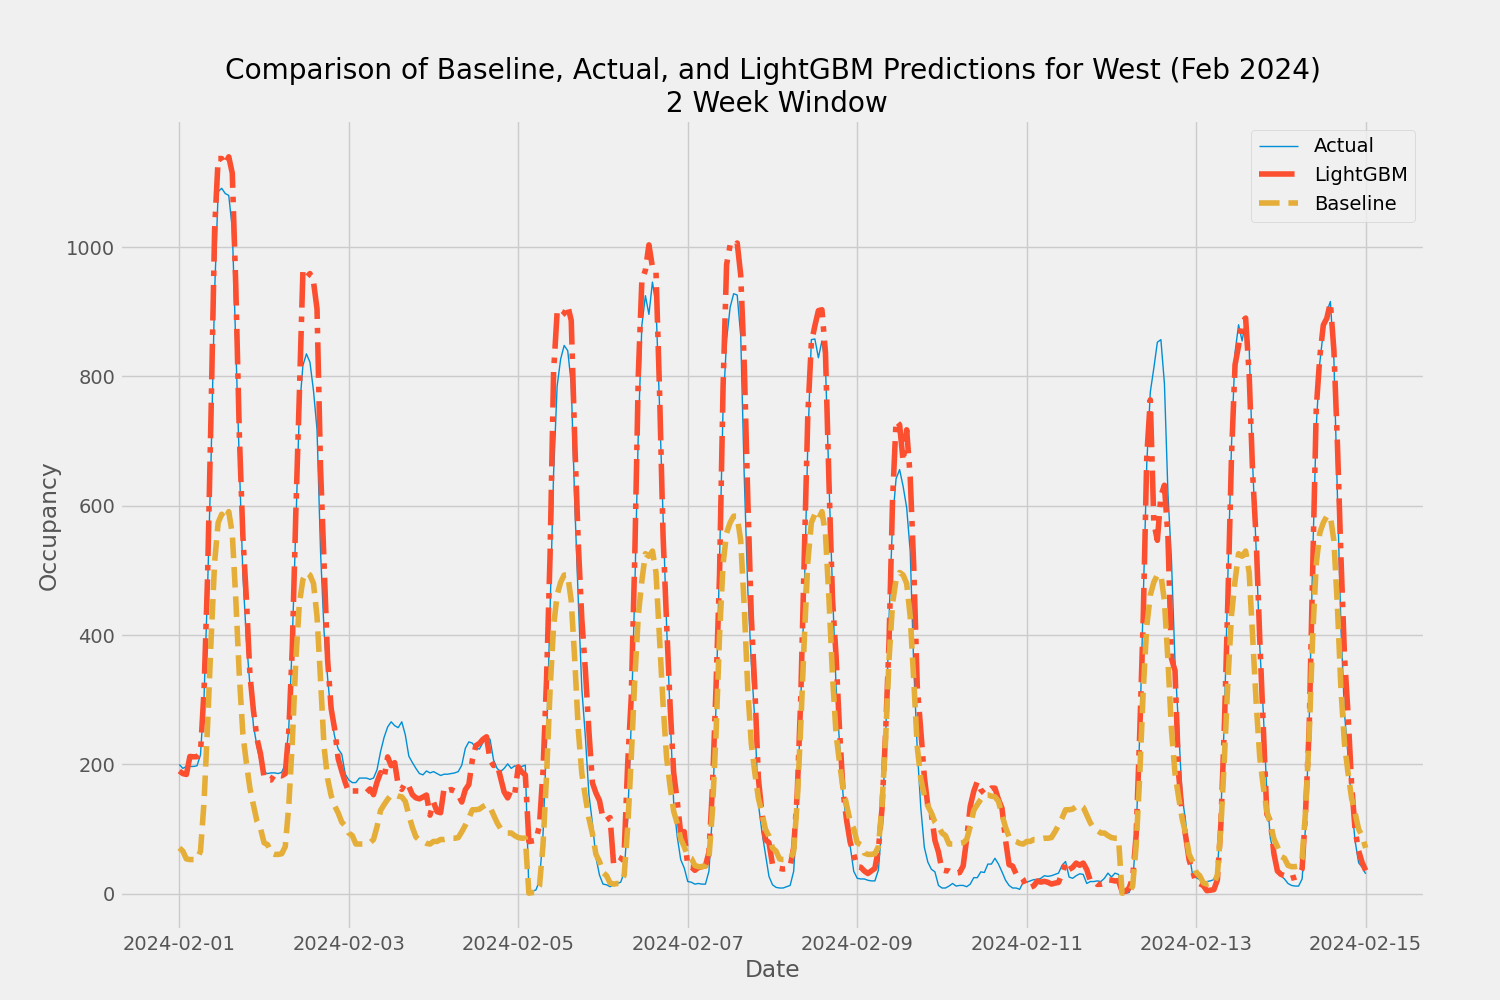 Comparison of Baseline, Actual, and LightGBM Predictions for West (Feb 2024)
2 Week Window
Actual
LightGBM
Baseline
1000
800
600
400
200
0
Occupancy
2024-02-01
2024-02-03
2024-02-05
2024-02-07
2024-02-09
2024-02-11
2024-02-13
2024-02-15
Date